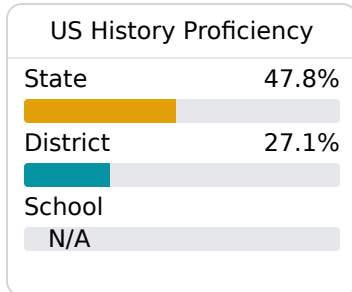 US History Proficiency
State 47.8%
District 27.1%
School
N/A